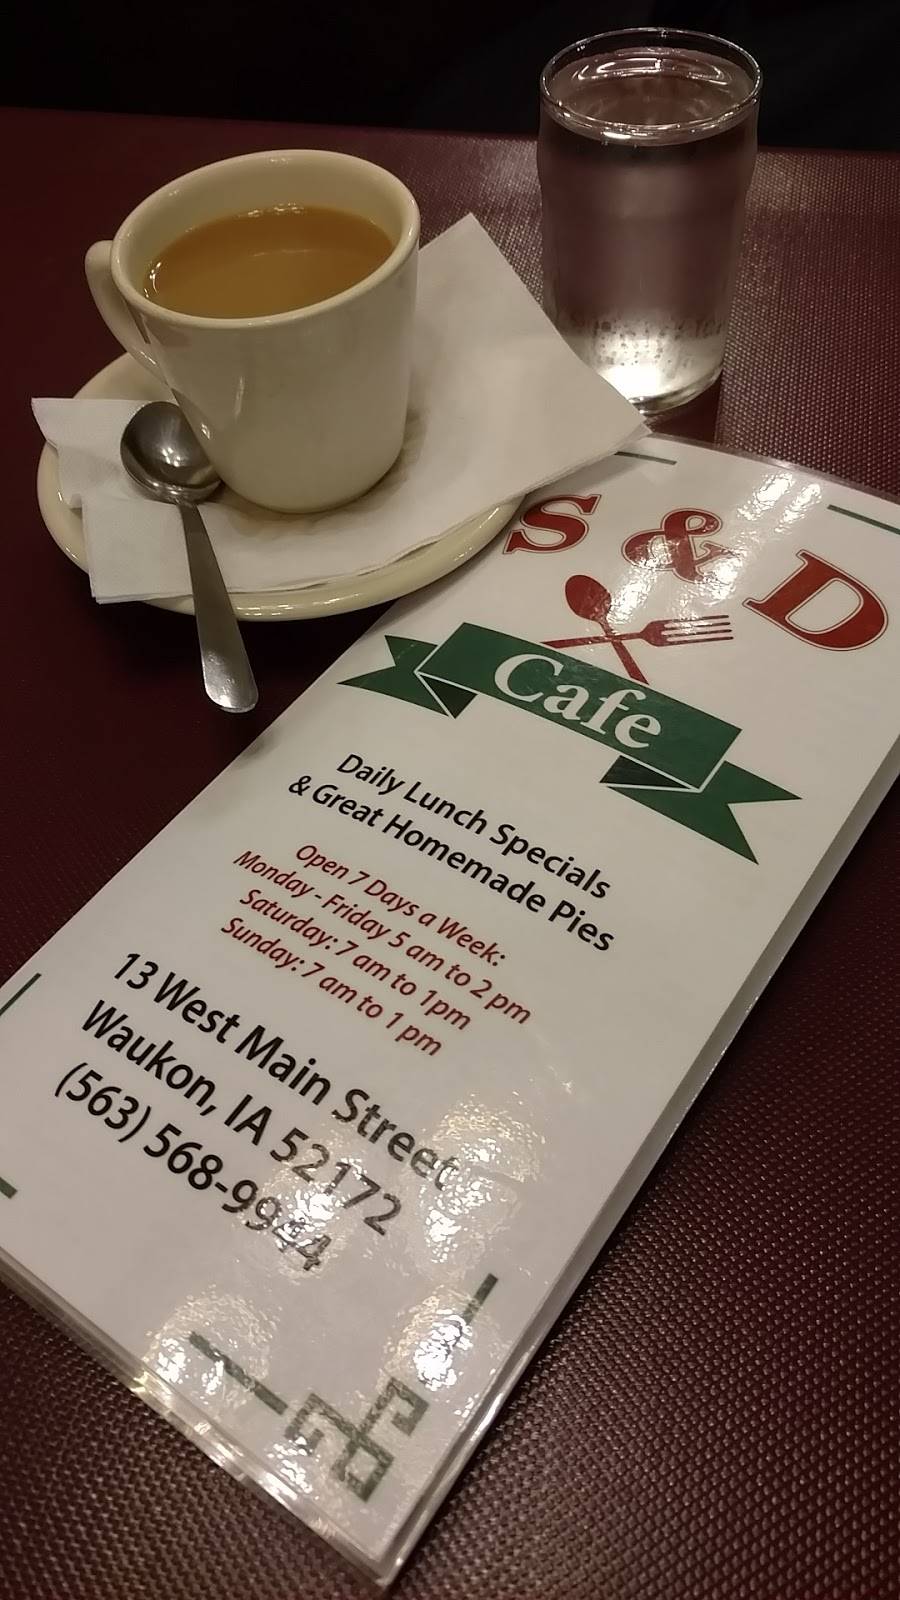 S & D
Cafe
Daily Lunch Specials
& Great Homemade Pies
Open 7 Days a Week:
Monday - Friday 5 am to 2 pm
Saturday: 7 am to 1pm
Sunday: 7 am to 1 pm
13 West Main Street
Waukon, IA 52172
(563) 568-9944